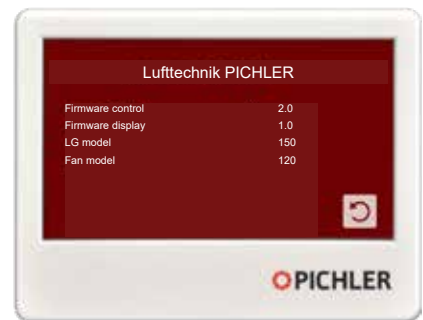 Lufttechnik PICHLER
Firmware control 2.0
Firmware display 1.0
LG model 150
Fan model 120
PICHLER